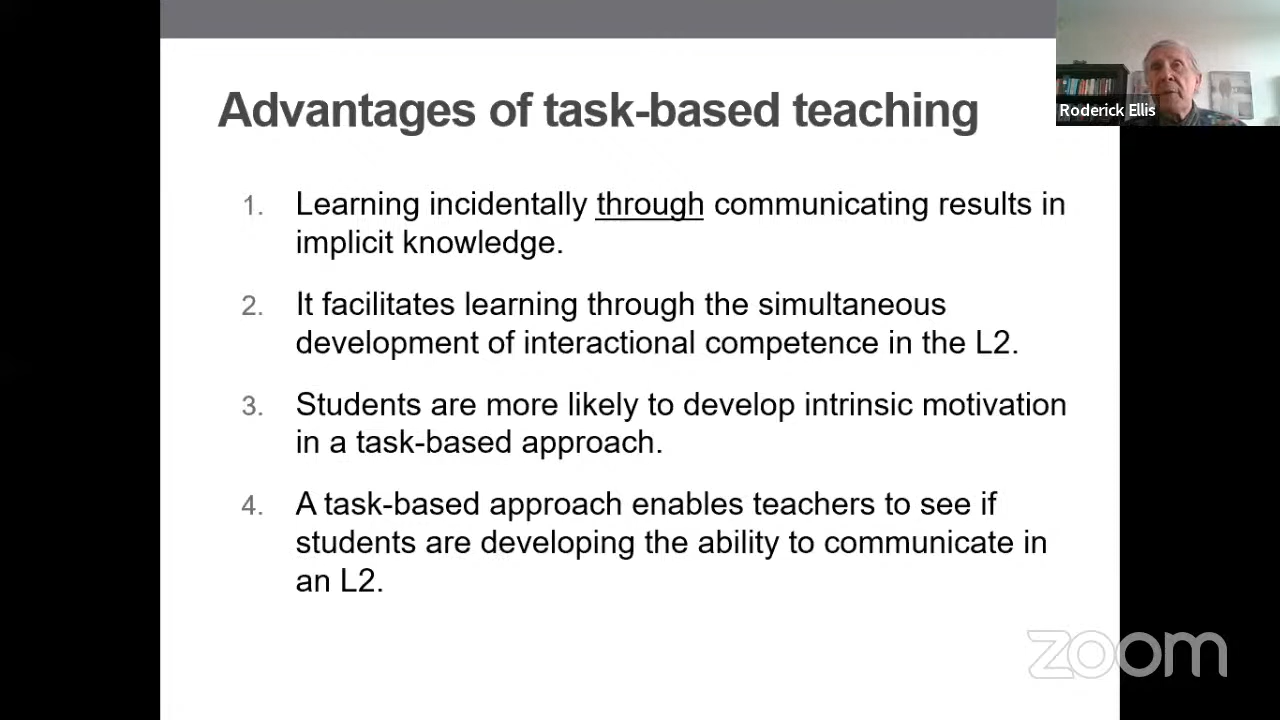 Roderick Ellis
Advantages of task-based teaching
1. Learning incidentally through communicating results in
implicit knowledge.
2. It facilitates learning through the simultaneous
development of interactional competence in the L2.
3. Students are more likely to develop intrinsic motivation
in a task-based approach.
4. A task-based approach enables teachers to see if
students are developing the ability to communicate in
an L2.
zoom